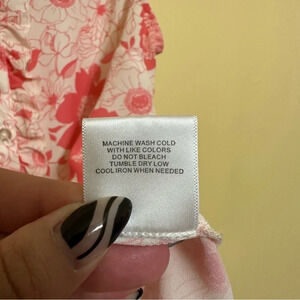 MACHINE WASH COLD
WITH LIKE COLORS
DO NOT BLEACH
TUMBLE DRY LOW
COOL IRON WHEN NEEDED